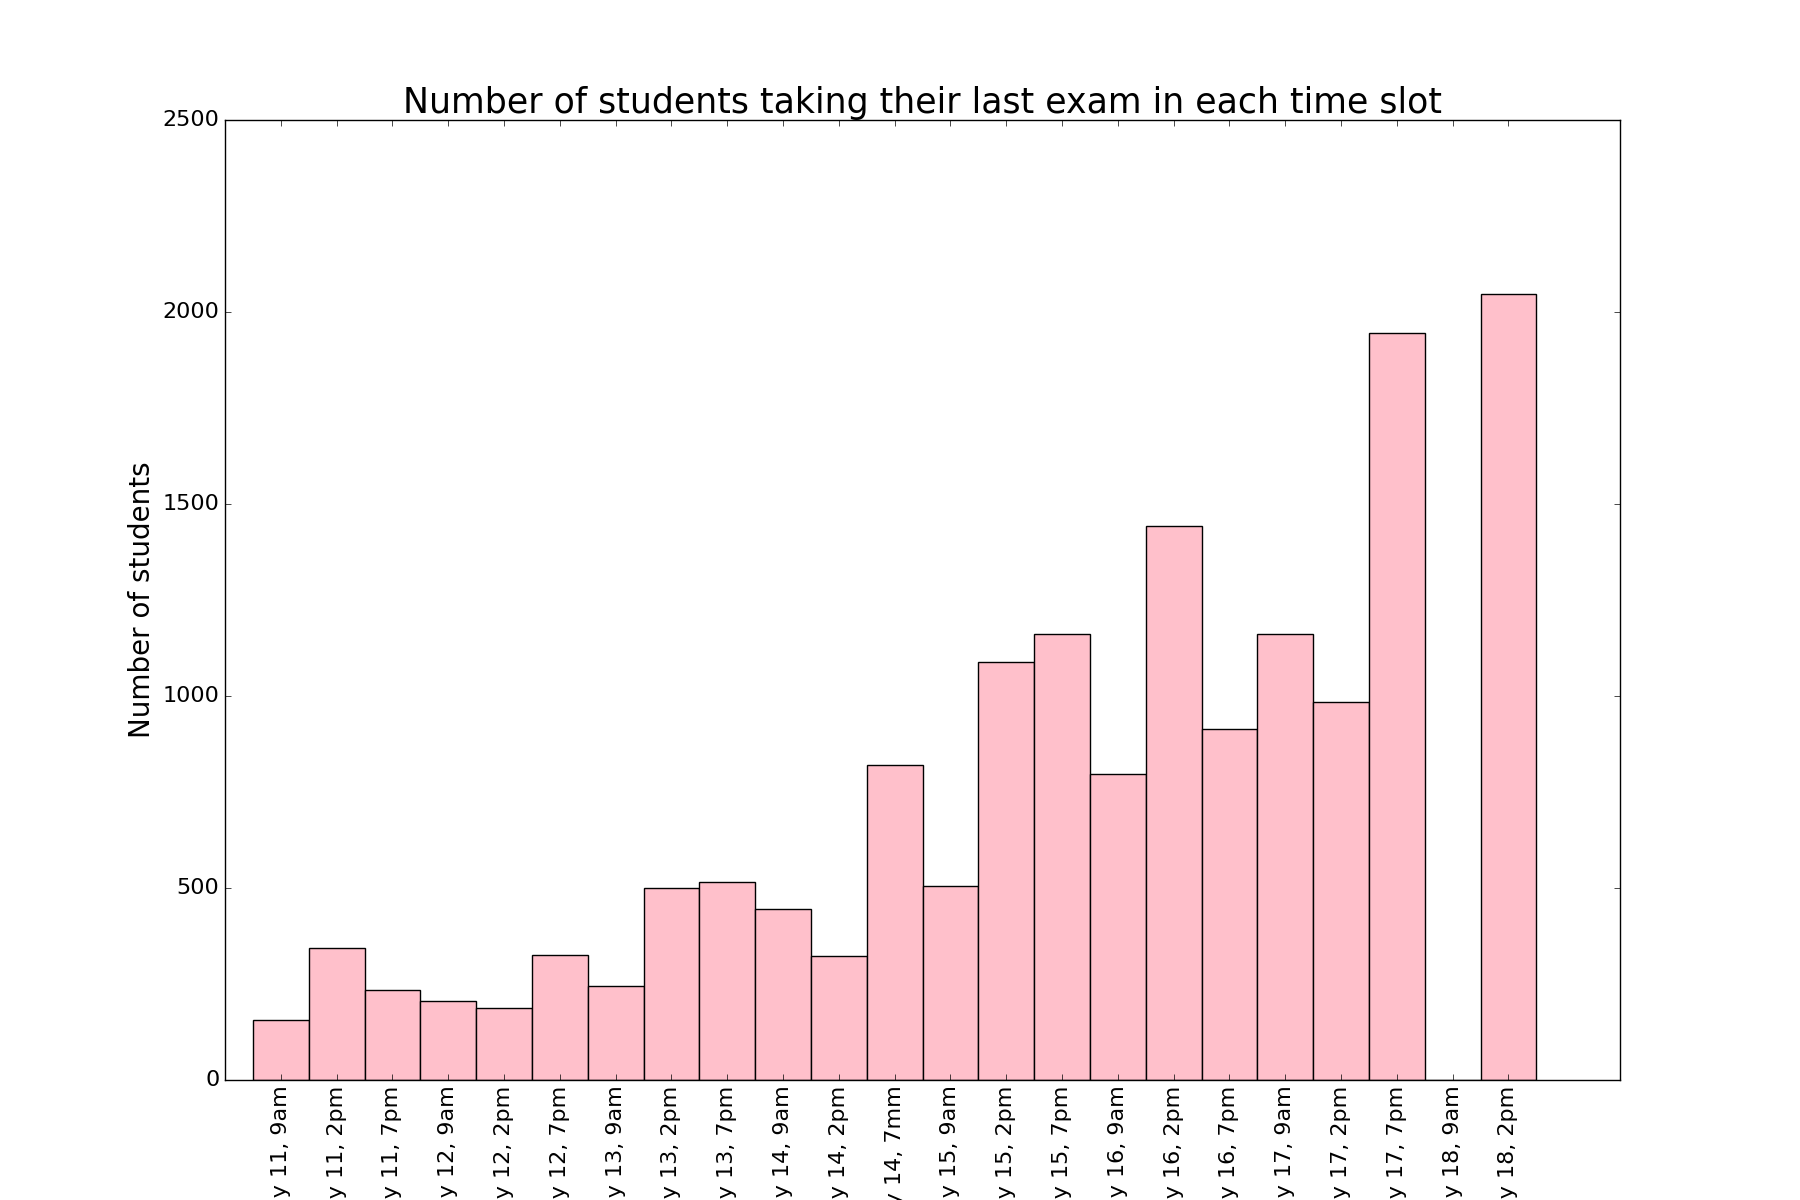 Number of students taking their last exam in each time slot
Number of students
2500
2000
1500
1000
500
0
y 11, 9am
y 11, 2pm
y 11, 7pm
y 12, 9am
y 12, 2pm
y 12, 7pm
y 13, 9am
y 13, 2pm
y 13, 7pm
y 14, 9am
y 14, 2pm
y 14, 7mm
y 15, 9am
y 15, 2pm
y 15, 7pm
y 16, 9am
y 16, 2pm
y 16, 7pm
y 17, 9am
y 17, 2pm
y 17, 7pm
y 18, 9am
y 18, 2pm